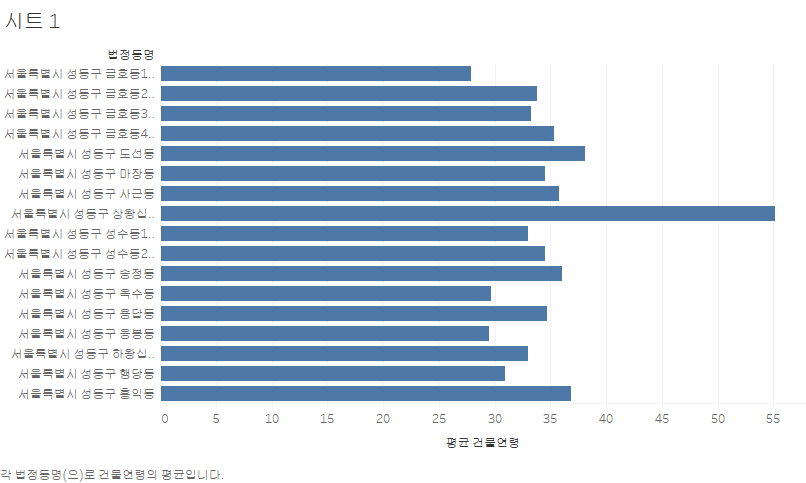 시트 1
법정동명
서울특별시 성동구 금호동1..
서울특별시 성동구 금호동2..
서울특별시 성동구 금호동3..
서울특별시 성동구 금호동4..
서울특별시 성동구 도선동
서울특별시 성동구 마장동
서울특별시 성동구 사근동
서울특별시 성동구 상왕십..
서울특별시 성동구 성수동1..
서울특별시 성동구 성수동2..
서울특별시 성동구 송정동
서울특별시 성동구 옥수동
서울특별시 성동구 용답동
서울특별시 성동구 응봉동
서울특별시 성동구 하왕십..
서울특별시 성동구 행당동
서울특별시 성동구 홍익동
0 5 10 15 20 25 30 35 40 45 50 55
평균 건물연령
각 법정동명(으)로 건물연령의 평균입니다.